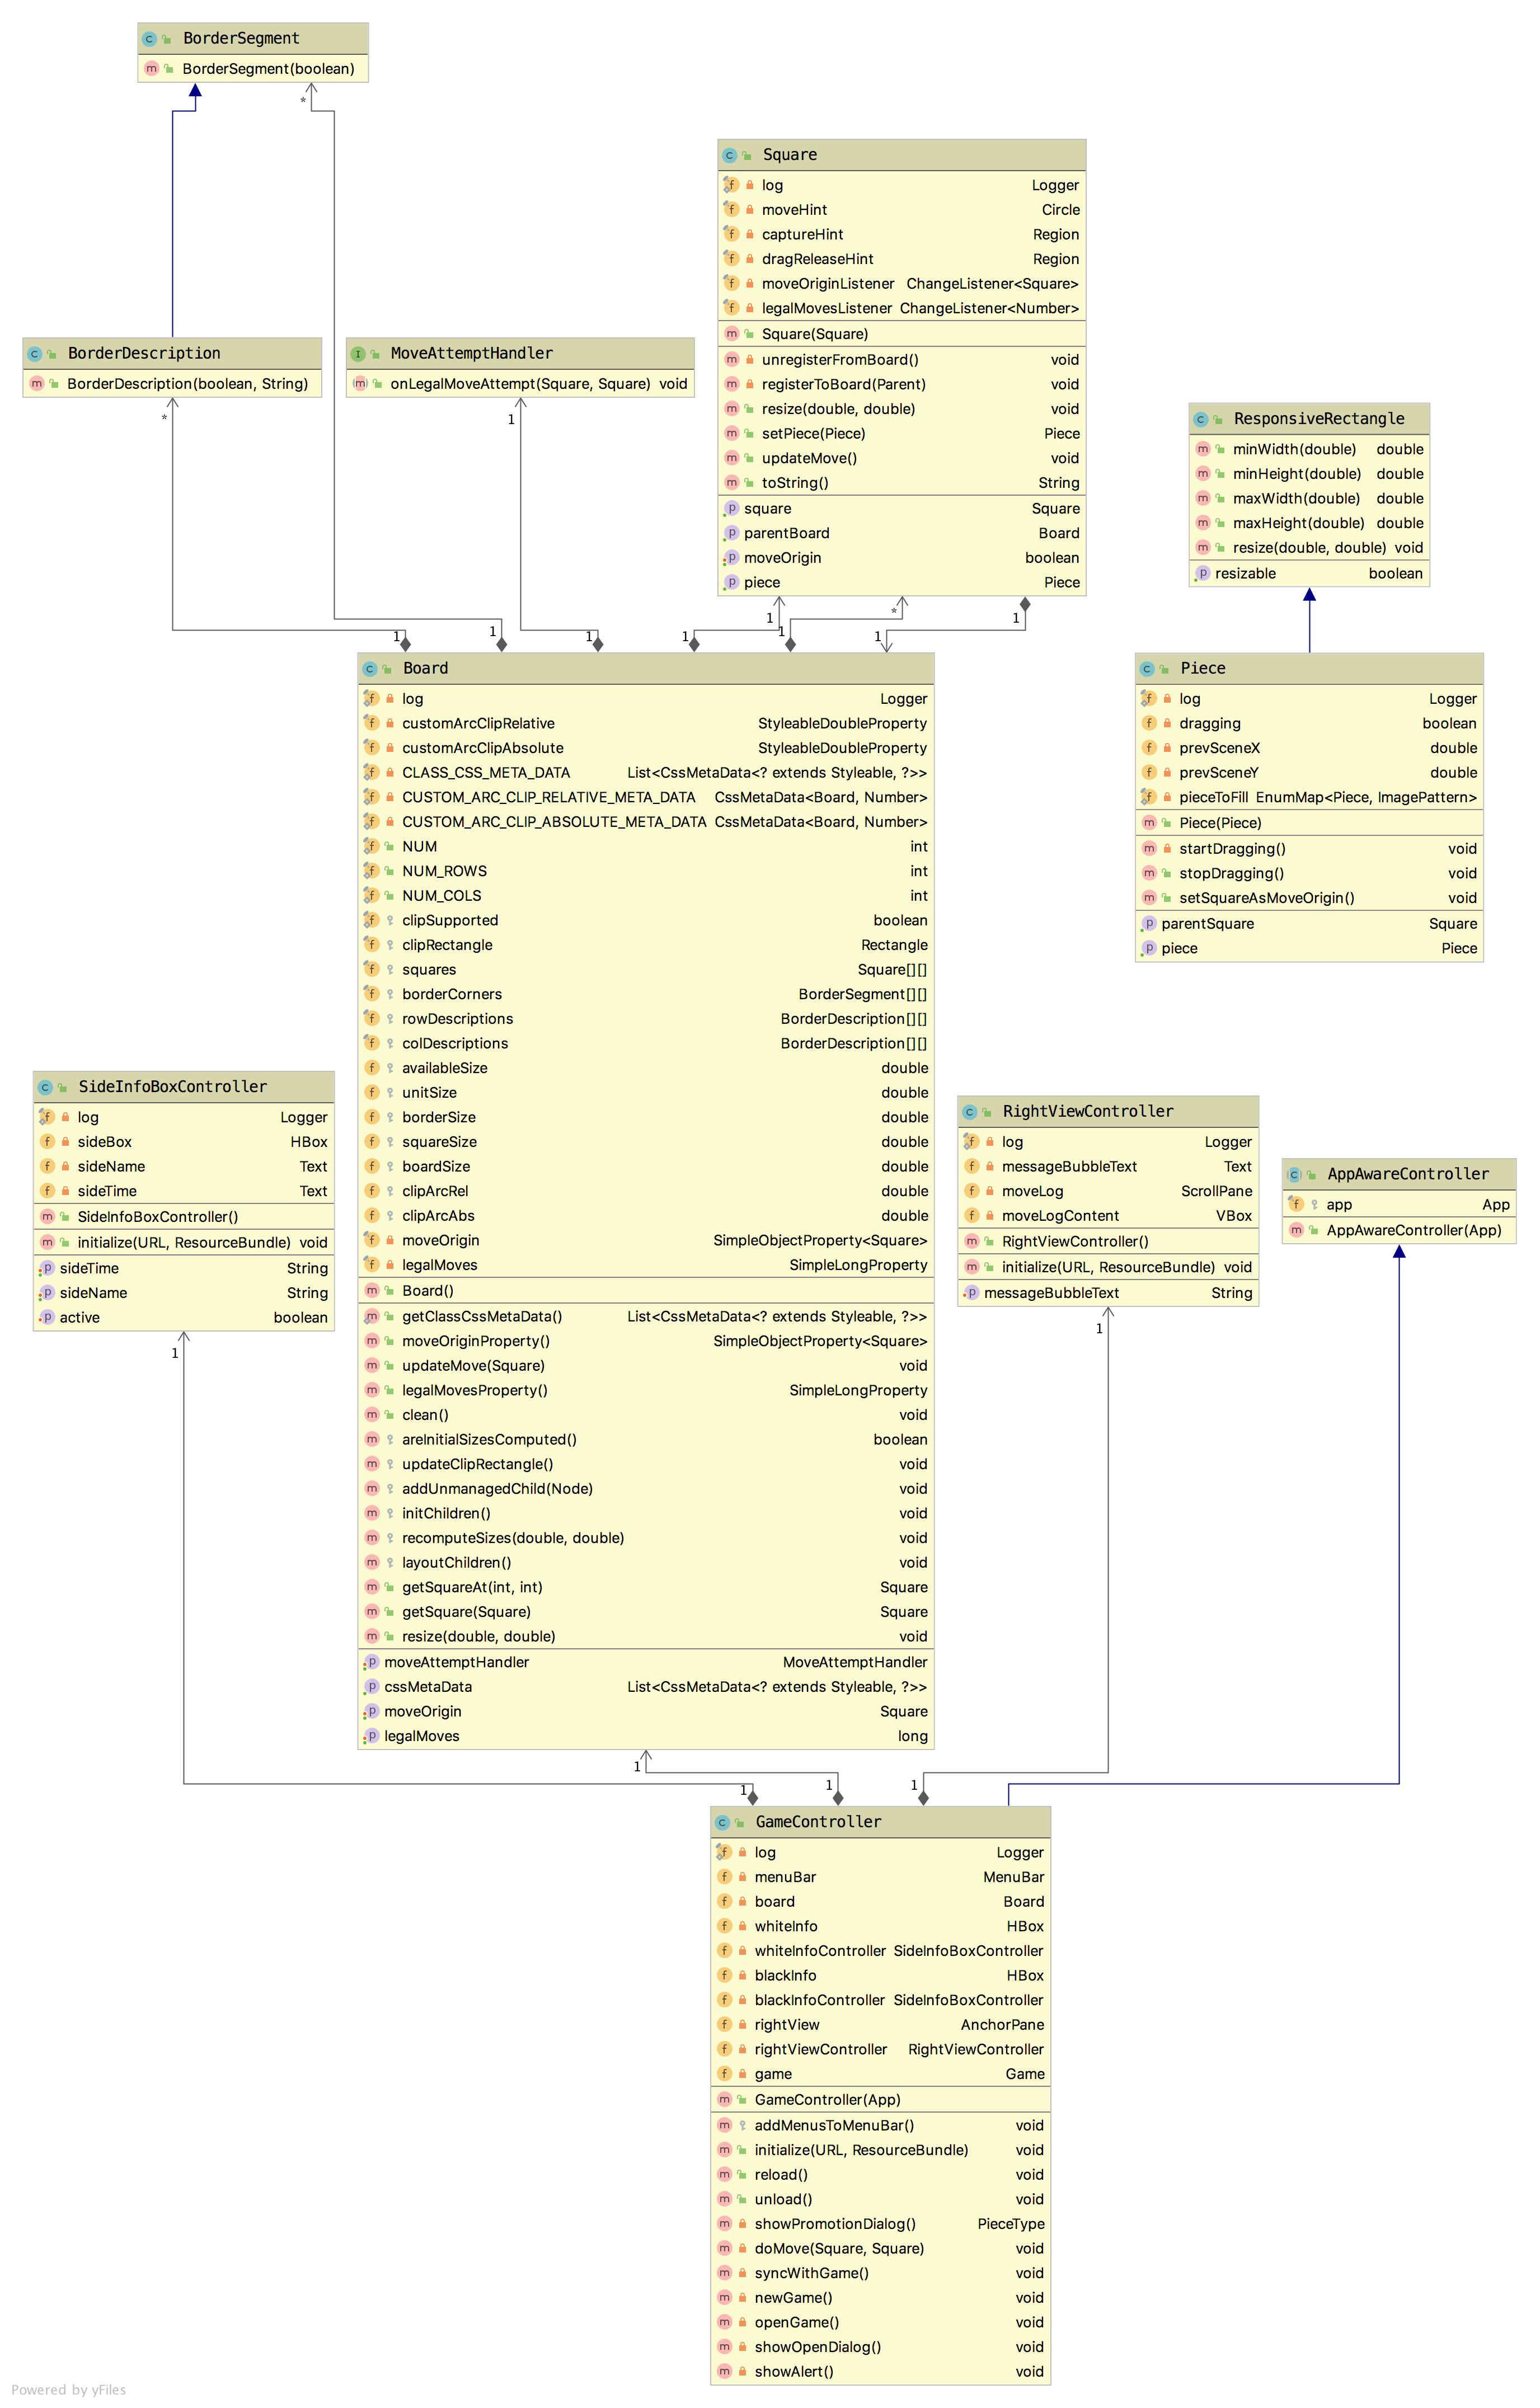 BorderSegment
BorderSegment(boolean)
*
Square
log Logger
moveHint Circle
captureHint Region
dragReleaseHint Region
moveOriginListener ChangeListener<Square>
legalMovesListener ChangeListener<Number>
Square(Square)
unregisterFromBoard() void
registerToBoard(Parent) void
resize(double, double) void
setPiece(Piece) Piece
updateMove() void
toString() String
square Square
parentBoard Board
moveOrigin boolean
piece Piece
BorderDescription
BorderDescription(boolean, String)
*
MoveAttemptHandler
onLegalMoveAttempt(Square, Square) void
1
ResponsiveRectangle
minWidth(double) double
minHeight(double) double
maxWidth(double) double
maxHeight(double) double
resize(double, double) void
resizable boolean
1 * 1
1 1 1 1 1 1
Board
log Logger
customArcClipRelative StyleableDoubleProperty
customArcClipAbsolute StyleableDoubleProperty
CLASS_CSS_META_DATA List<CssMetaData<? extends Styleable, ?>>
CUSTOM_ARC_CLIP_RELATIVE_META_DATA CssMetaData<Board, Number>
CUSTOM_ARC_CLIP_ABSOLUTE_META_DATA CssMetaData<Board, Number>
NUM int
NUM_ROWS int
NUM_COLS int
clipSupported boolean
clipRectangle Rectangle
squares Square[][]
borderCorners BorderSegment[][]
rowDescriptions BorderDescription[][]
colDescriptions BorderDescription[][]
availableSize double
unitSize double
borderSize double
squareSize double
boardSize double
clipArcRel double
clipArcAbs double
moveOrigin SimpleObjectProperty<Square>
legalMoves SimpleLongProperty
Board()
getClassCssMetaData() List<CssMetaData<? extends Styleable, ?>>
moveOriginProperty() SimpleObjectProperty<Square>
updateMove(Square) void
legalMovesProperty() SimpleLongProperty
clean() void
areInitialSizesComputed() boolean
updateClipRectangle() void
addUnmanagedChild(Node) void
initChildren() void
recomputeSizes(double, double) void
layoutChildren() void
getSquareAt(int, int) Square
getSquare(Square) Square
resize(double, double) void
moveAttemptHandler MoveAttemptHandler
cssMetaData List<CssMetaData<? extends Styleable, ?>>
moveOrigin Square
legalMoves long
Piece
log Logger
dragging boolean
prevSceneX double
prevSceneY double
pieceToFill EnumMap<Piece, ImagePattern>
Piece(Piece)
startDragging() void
stopDragging() void
setSquareAsMoveOrigin() void
parentSquare Square
piece Piece
SideInfoBoxController
log Logger
sideBox HBox
sideName Text
sideTime Text
SideInfoBoxController()
initialize(URL, ResourceBundle) void
sideTime String
sideName String
active boolean
1
RightViewController
log Logger
messageBubbleText Text
moveLog ScrollPane
moveLogContent VBox
RightViewController()
initialize(URL, ResourceBundle) void
messageBubbleText String
1
AppAwareController
app App
AppAwareController(App)
1
1 1 1
GameController
log Logger
menuBar MenuBar
board Board
whiteInfo HBox
whiteInfoController SideInfoBoxController
blackInfo HBox
blackInfoController SideInfoBoxController
rightView AnchorPane
rightViewController RightViewController
game Game
GameController(App)
addMenusToMenuBar() void
initialize(URL, ResourceBundle) void
reload() void
unload() void
showPromotionDialog() PieceType
doMove(Square, Square) void
syncWithGame() void
newGame() void
openGame() void
showOpenDialog() void
showAlert() void
Powered by yFiles